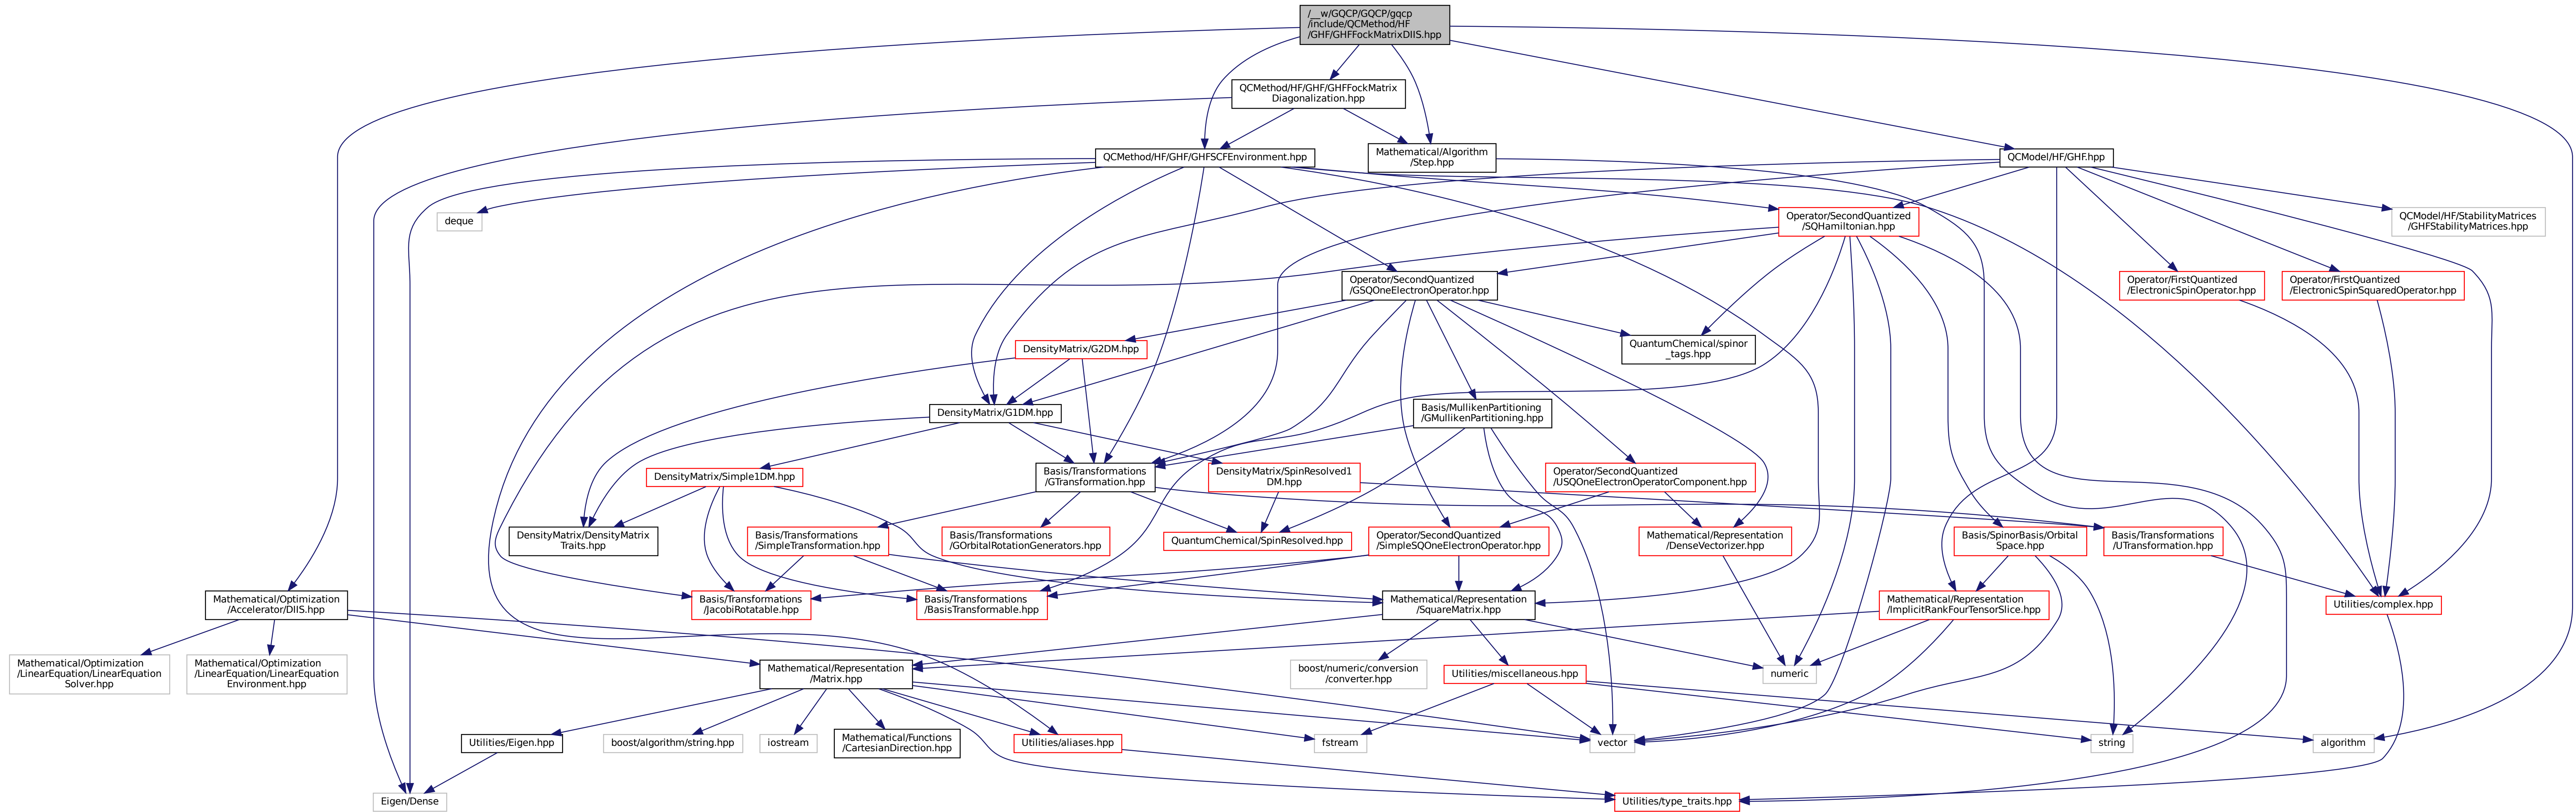 /__w/GQCP/GQCP/gqcp
/include/QCMethod/HF
/GHF/GHFFockMatrixDIIS.hpp
QCMethod/HF/GHF/GHFFockMatrix
Diagonalization.hpp
QCMethod/HF/GHF/GHFSCFEnvironment.hpp
Mathematical/Algorithm
/Step.hpp
QCModel/HF/GHF.hpp
deque
Operator/SecondQuantized
/SQHamiltonian.hpp
QCModel/HF/StabilityMatrices
/GHFStabilityMatrices.hpp
Operator/SecondQuantized
/GSQOneElectronOperator.hpp
Operator/FirstQuantized
/ElectronicSpinOperator.hpp
Operator/FirstQuantized
/ElectronicSpinSquaredOperator.hpp
DensityMatrix/G2DM.hpp
QuantumChemical/spinor
_tags.hpp
DensityMatrix/G1DM.hpp
Basis/MullikenPartitioning
/GMullikenPartitioning.hpp
DensityMatrix/Simple1DM.hpp
Basis/Transformations
/GTransformation.hpp
DensityMatrix/SpinResolved1
DM.hpp
Operator/SecondQuantized
/USQOneElectronOperatorComponent.hpp
DensityMatrix/DensityMatrix
Traits.hpp
Basis/Transformations
/SimpleTransformation.hpp
Basis/Transformations
/GOrbitalRotationGenerators.hpp
QuantumChemical/SpinResolved.hpp
Operator/SecondQuantized
/SimpleSQOneElectronOperator.hpp
Mathematical/Representation
/DenseVectorizer.hpp
Basis/SpinorBasis/Orbital
Space.hpp
Basis/Transformations
/UTransformation.hpp
Mathematical/Optimization
/Accelerator/DIIS.hpp
Basis/Transformations
/JacobiRotatable.hpp
Basis/Transformations
/BasisTransformable.hpp
Mathematical/Representation
/SquareMatrix.hpp
Mathematical/Representation
/ImplicitRankFourTensorSlice.hpp
Utilities/complex.hpp
Mathematical/Optimization
/LinearEquation/LinearEquation
Solver.hpp
Mathematical/Optimization
/LinearEquation/LinearEquation
Environment.hpp
Mathematical/Representation
/Matrix.hpp
boost/numeric/conversion
/converter.hpp
Utilities/miscellaneous.hpp
numeric
Utilities/Eigen.hpp
boost/algorithm/string.hpp
iostream
Mathematical/Functions
/CartesianDirection.hpp
Utilities/aliases.hpp
fstream
vector
string
algorithm
Eigen/Dense
Utilities/type_traits.hpp